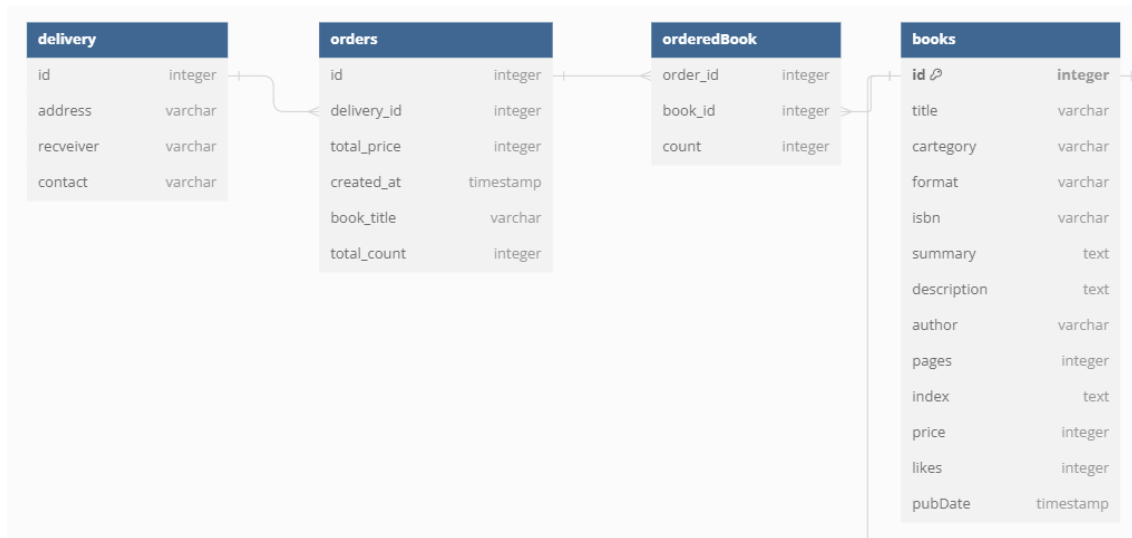 delivery
id integer
address varchar
recveiver varchar
contact varchar
orders
id integer
delivery_id integer
total_price integer
created_at timestamp
book_title varchar
total_count integer
orderedBook
order_id integer
book_id integer
count integer
books
id integer
title varchar
cartegory varchar
format varchar
isbn varchar
summary text
description text
author varchar
pages integer
index text
price integer
likes integer
pubDate timestamp